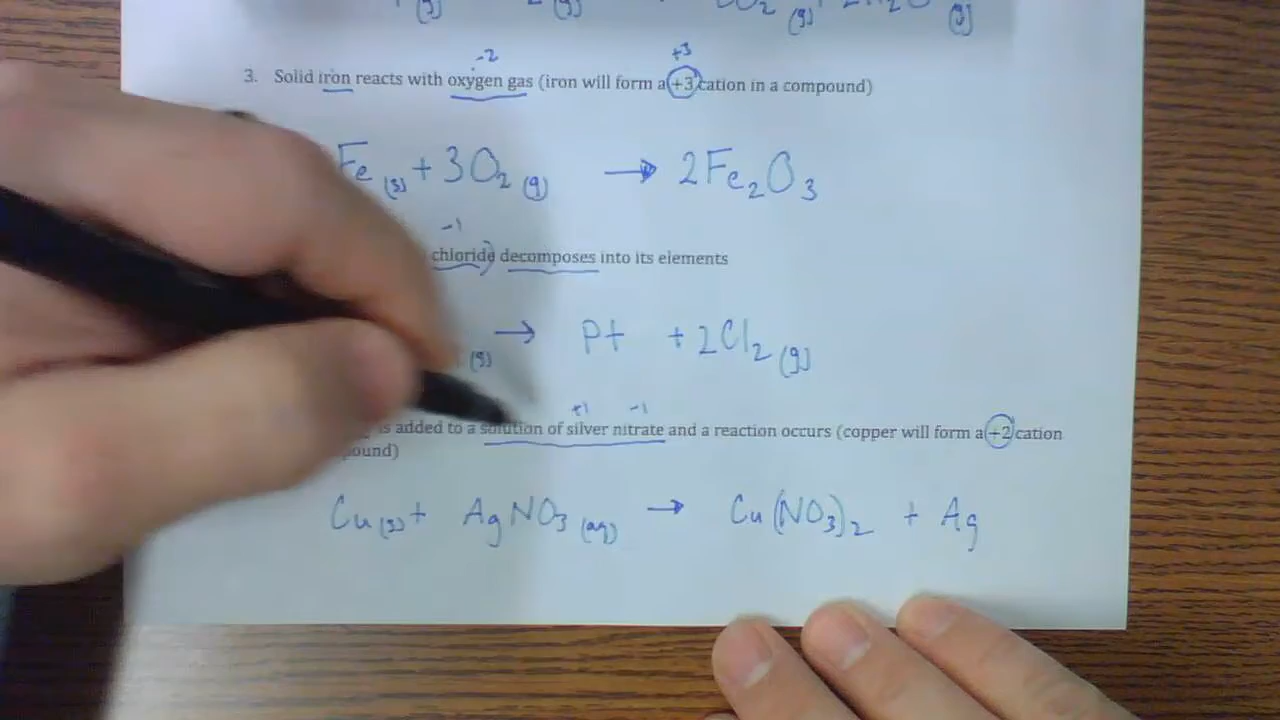 (g) (g) (g) (g)
-2 +3
3. Solid iron reacts with oxygen gas (iron will form a +3 cation in a compound)
Fe (s) + 3O2 (g) → 2Fe2O3
-1
chloride) decomposes into its elements
(s) → Pt + 2Cl2 (g)
+1 -1
is added to a solution of silver nitrate and a reaction occurs (copper will form a +2 cation
pound)
Cu (s) + AgNO3 (aq) → Cu(NO3)2 + Ag